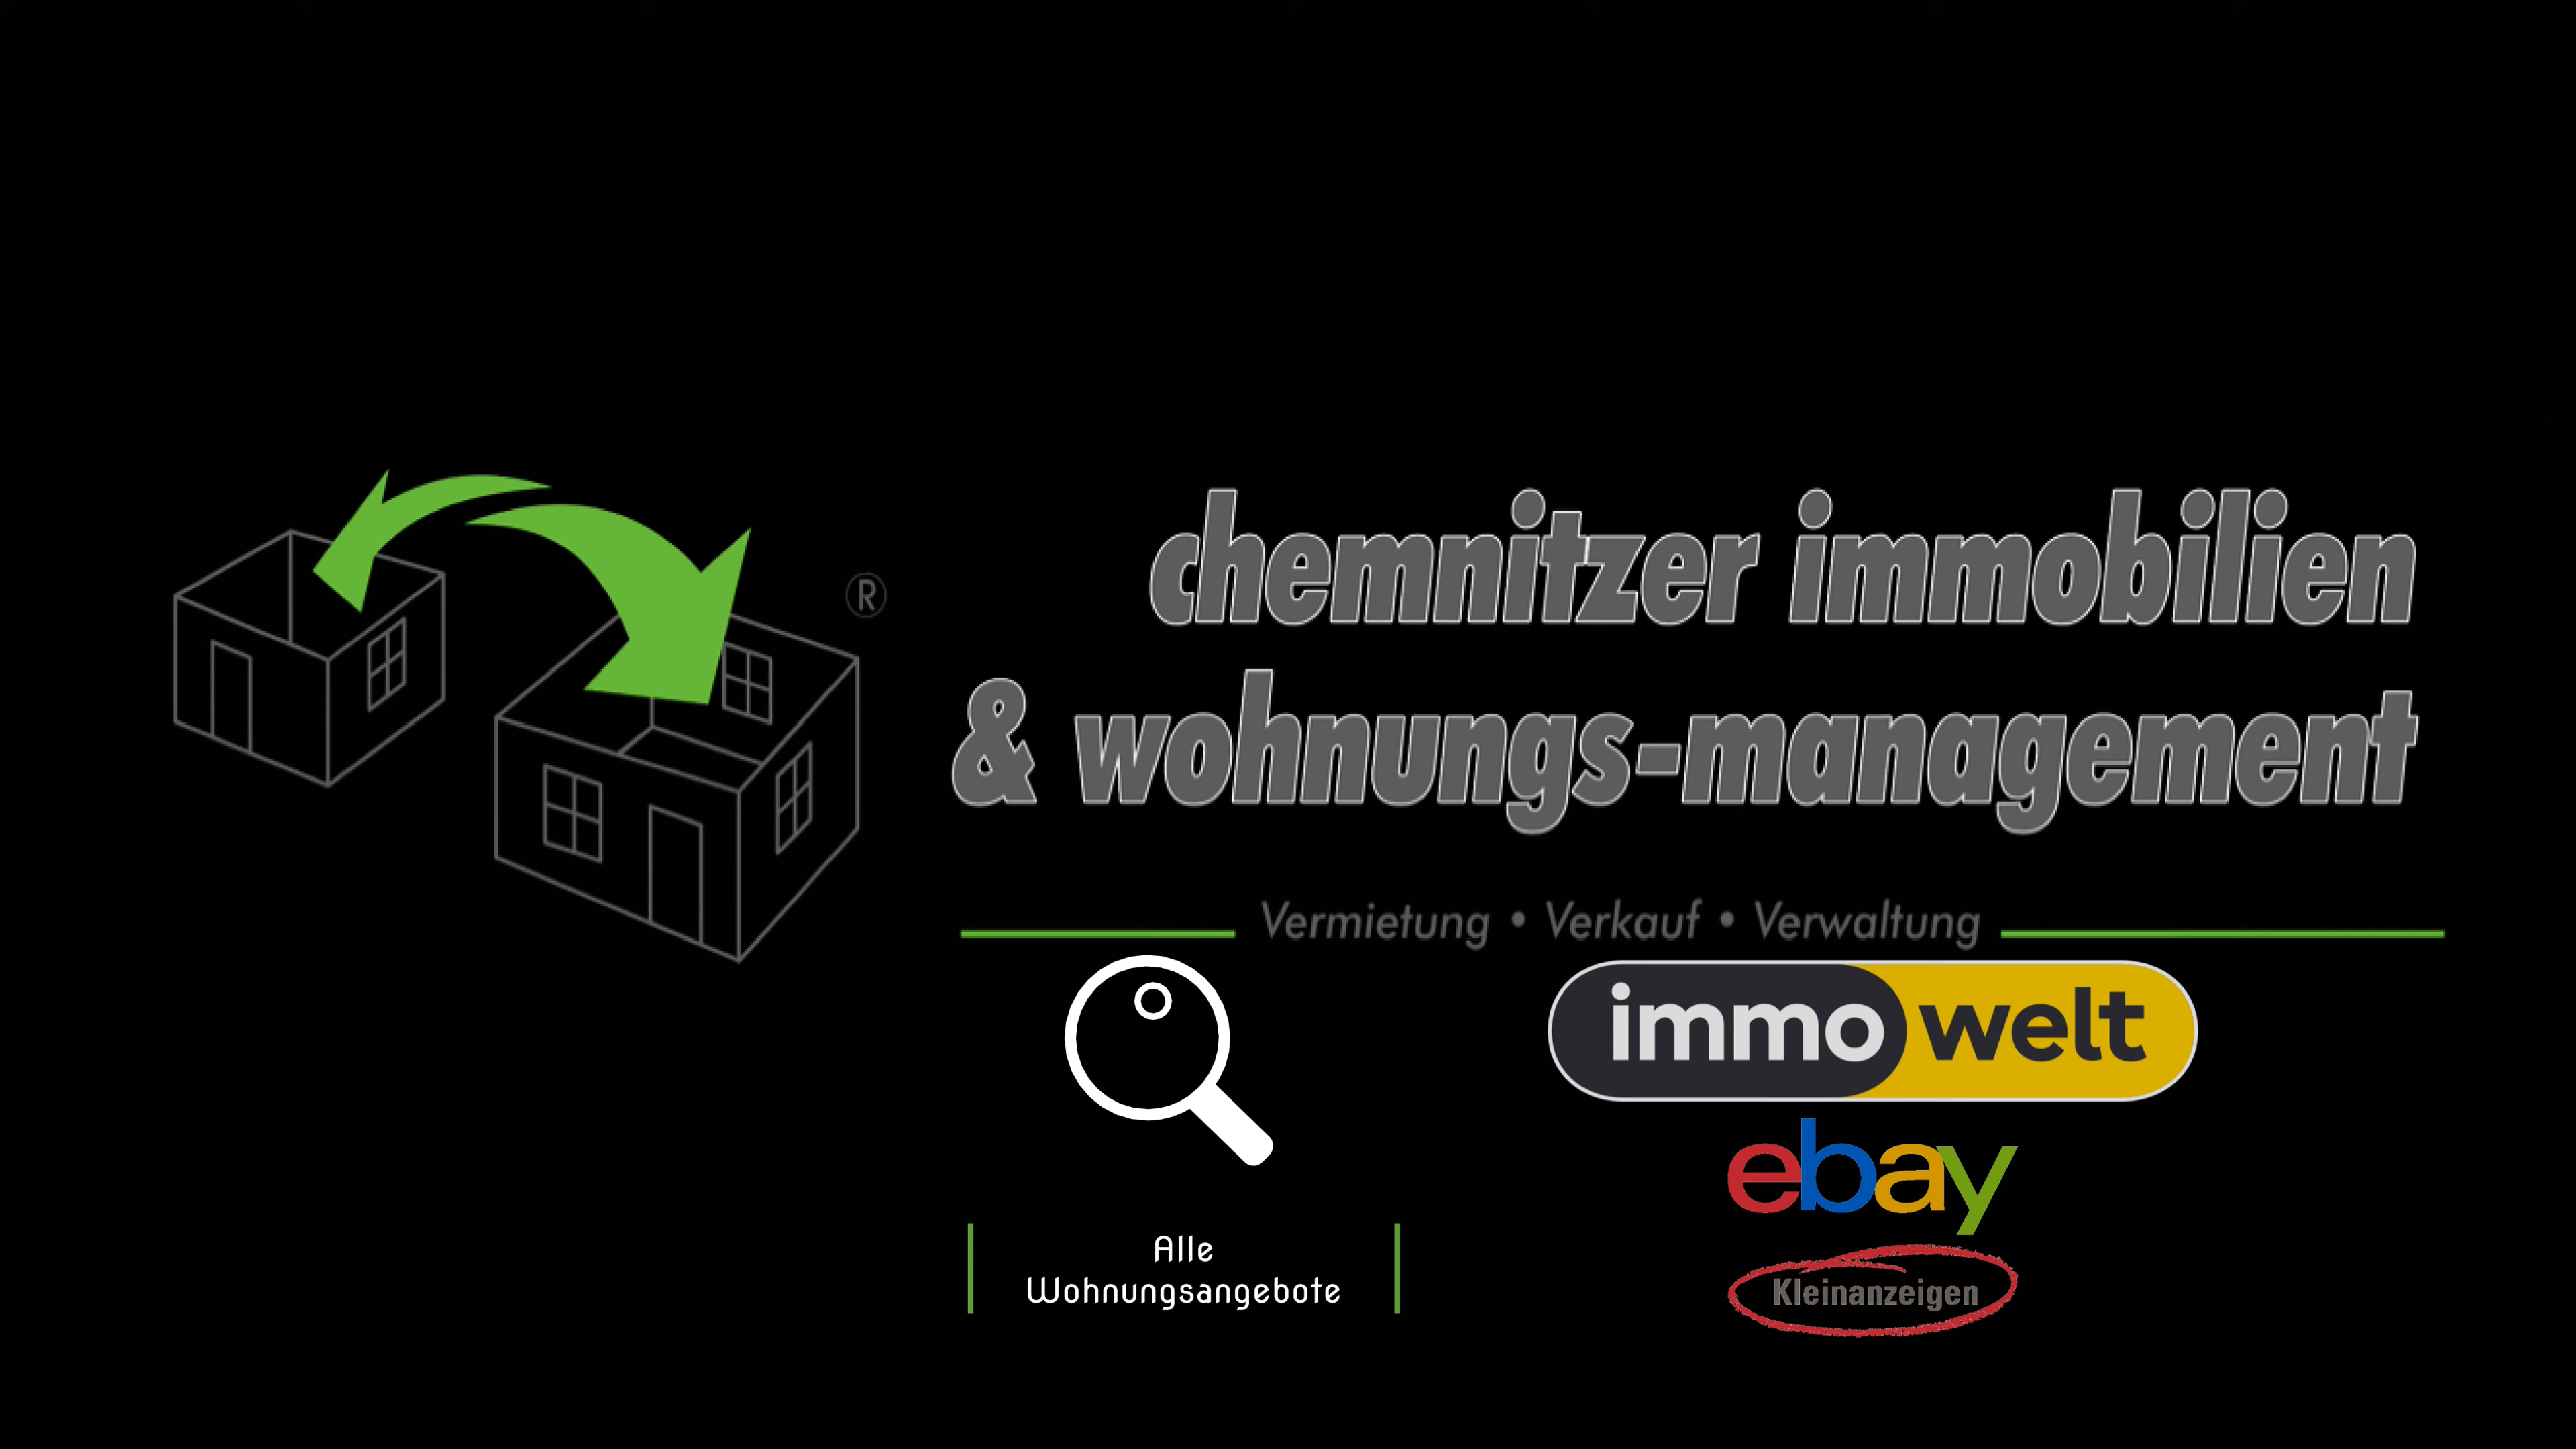 chemnitzer immobilien
& wohnungs-management
®
Vermietung • Verkauf • Verwaltung
immowelt
ebay
Kleinanzeigen
Alle
Wohnungsangebote